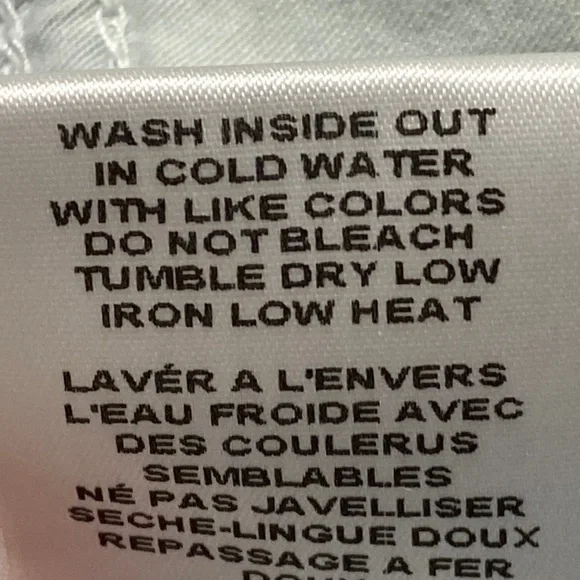 WASH INSIDE OUT
IN COLD WATER
WITH LIKE COLORS
DO NOT BLEACH
TUMBLE DRY LOW
IRON LOW HEAT
LAVÉR A L'ENVERS
L'EAU FROIDE AVEC
DES COULERUS
SEMBLABLES
NÉ PAS JAVELLISER
SECHE-LINGUE DOUX
REPASSAGE A FER